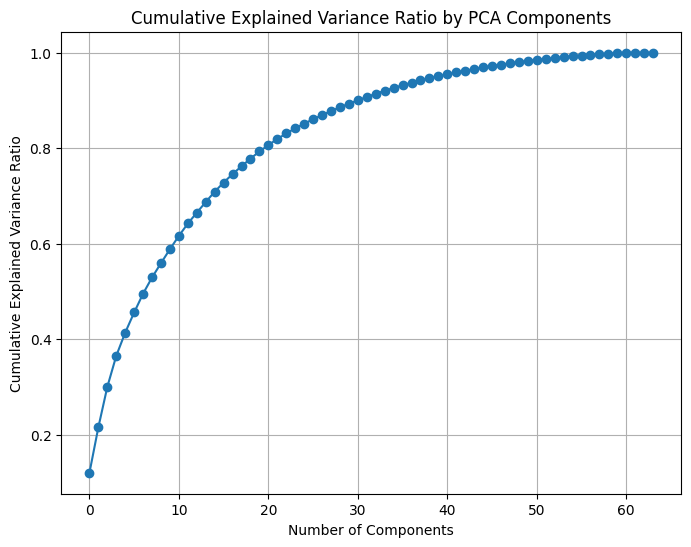 Cumulative Explained Variance Ratio by PCA Components
Cumulative Explained Variance Ratio
1.0
0.8
0.6
0.4
0.2
0 10 20 30 40 50 60
Number of Components